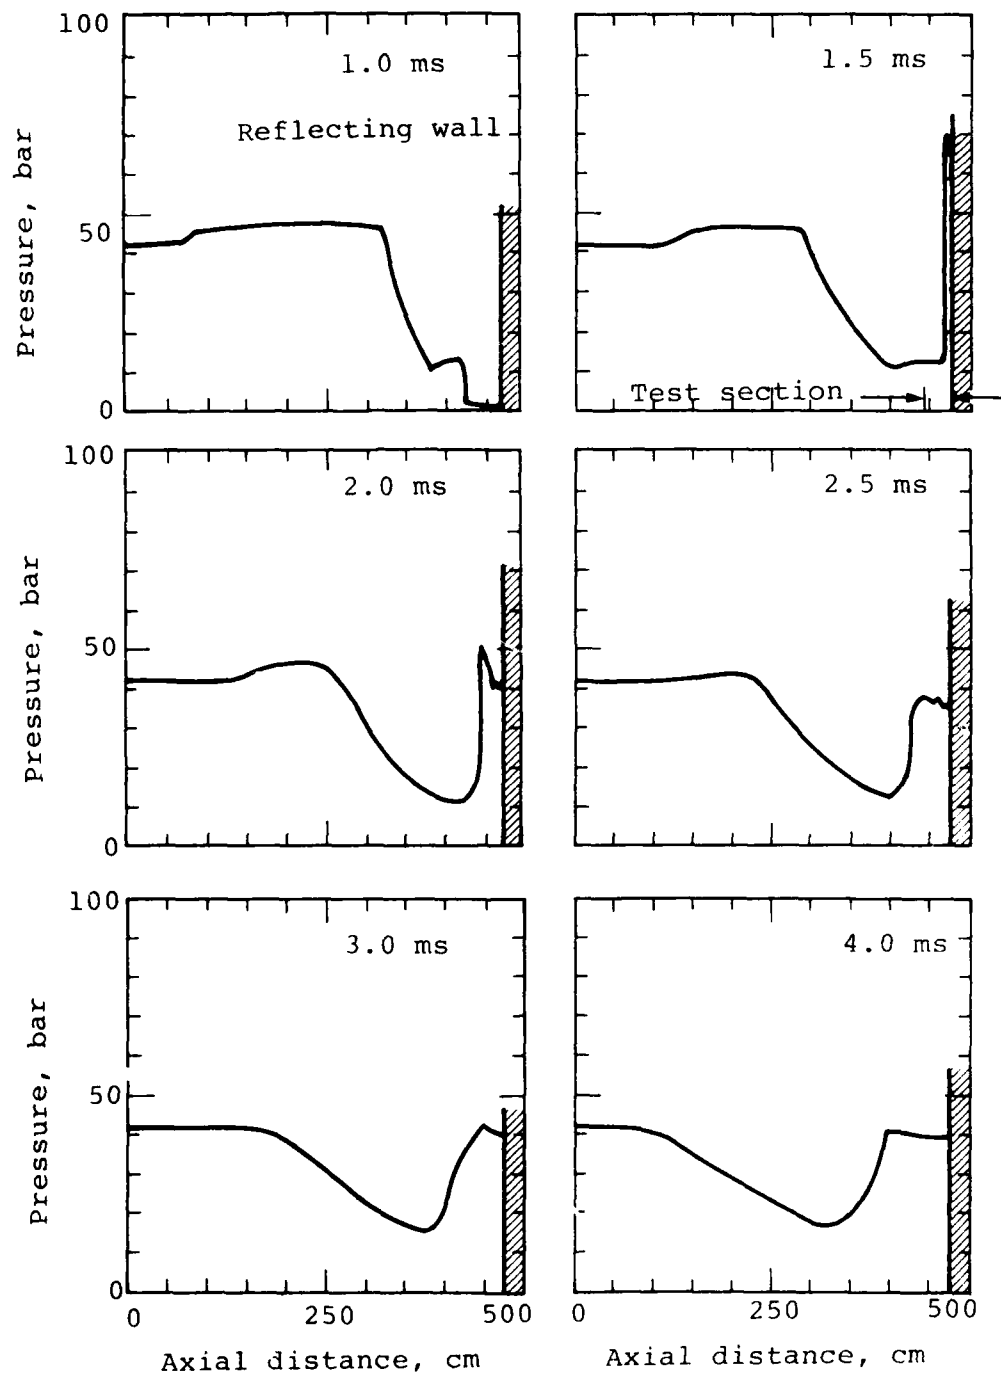 100
1.0 ms
Reflecting wall
50
0
Pressure, bar
1.5 ms
Test section
100
2.0 ms
50
0
Pressure, bar
2.5 ms
100
3.0 ms
50
0
Pressure, bar
0 250 500
Axial distance, cm
4.0 ms
0 250 500
Axial distance, cm